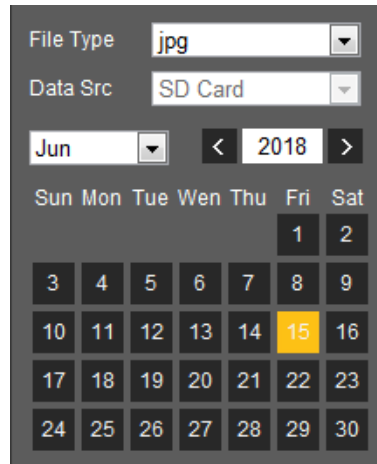 File Type jpg
Data Src SD Card
Jun < 2018 >
Sun Mon Tue Wen Thu Fri Sat
1 2
3 4 5 6 7 8 9
10 11 12 13 14 15 16
17 18 19 20 21 22 23
24 25 26 27 28 29 30